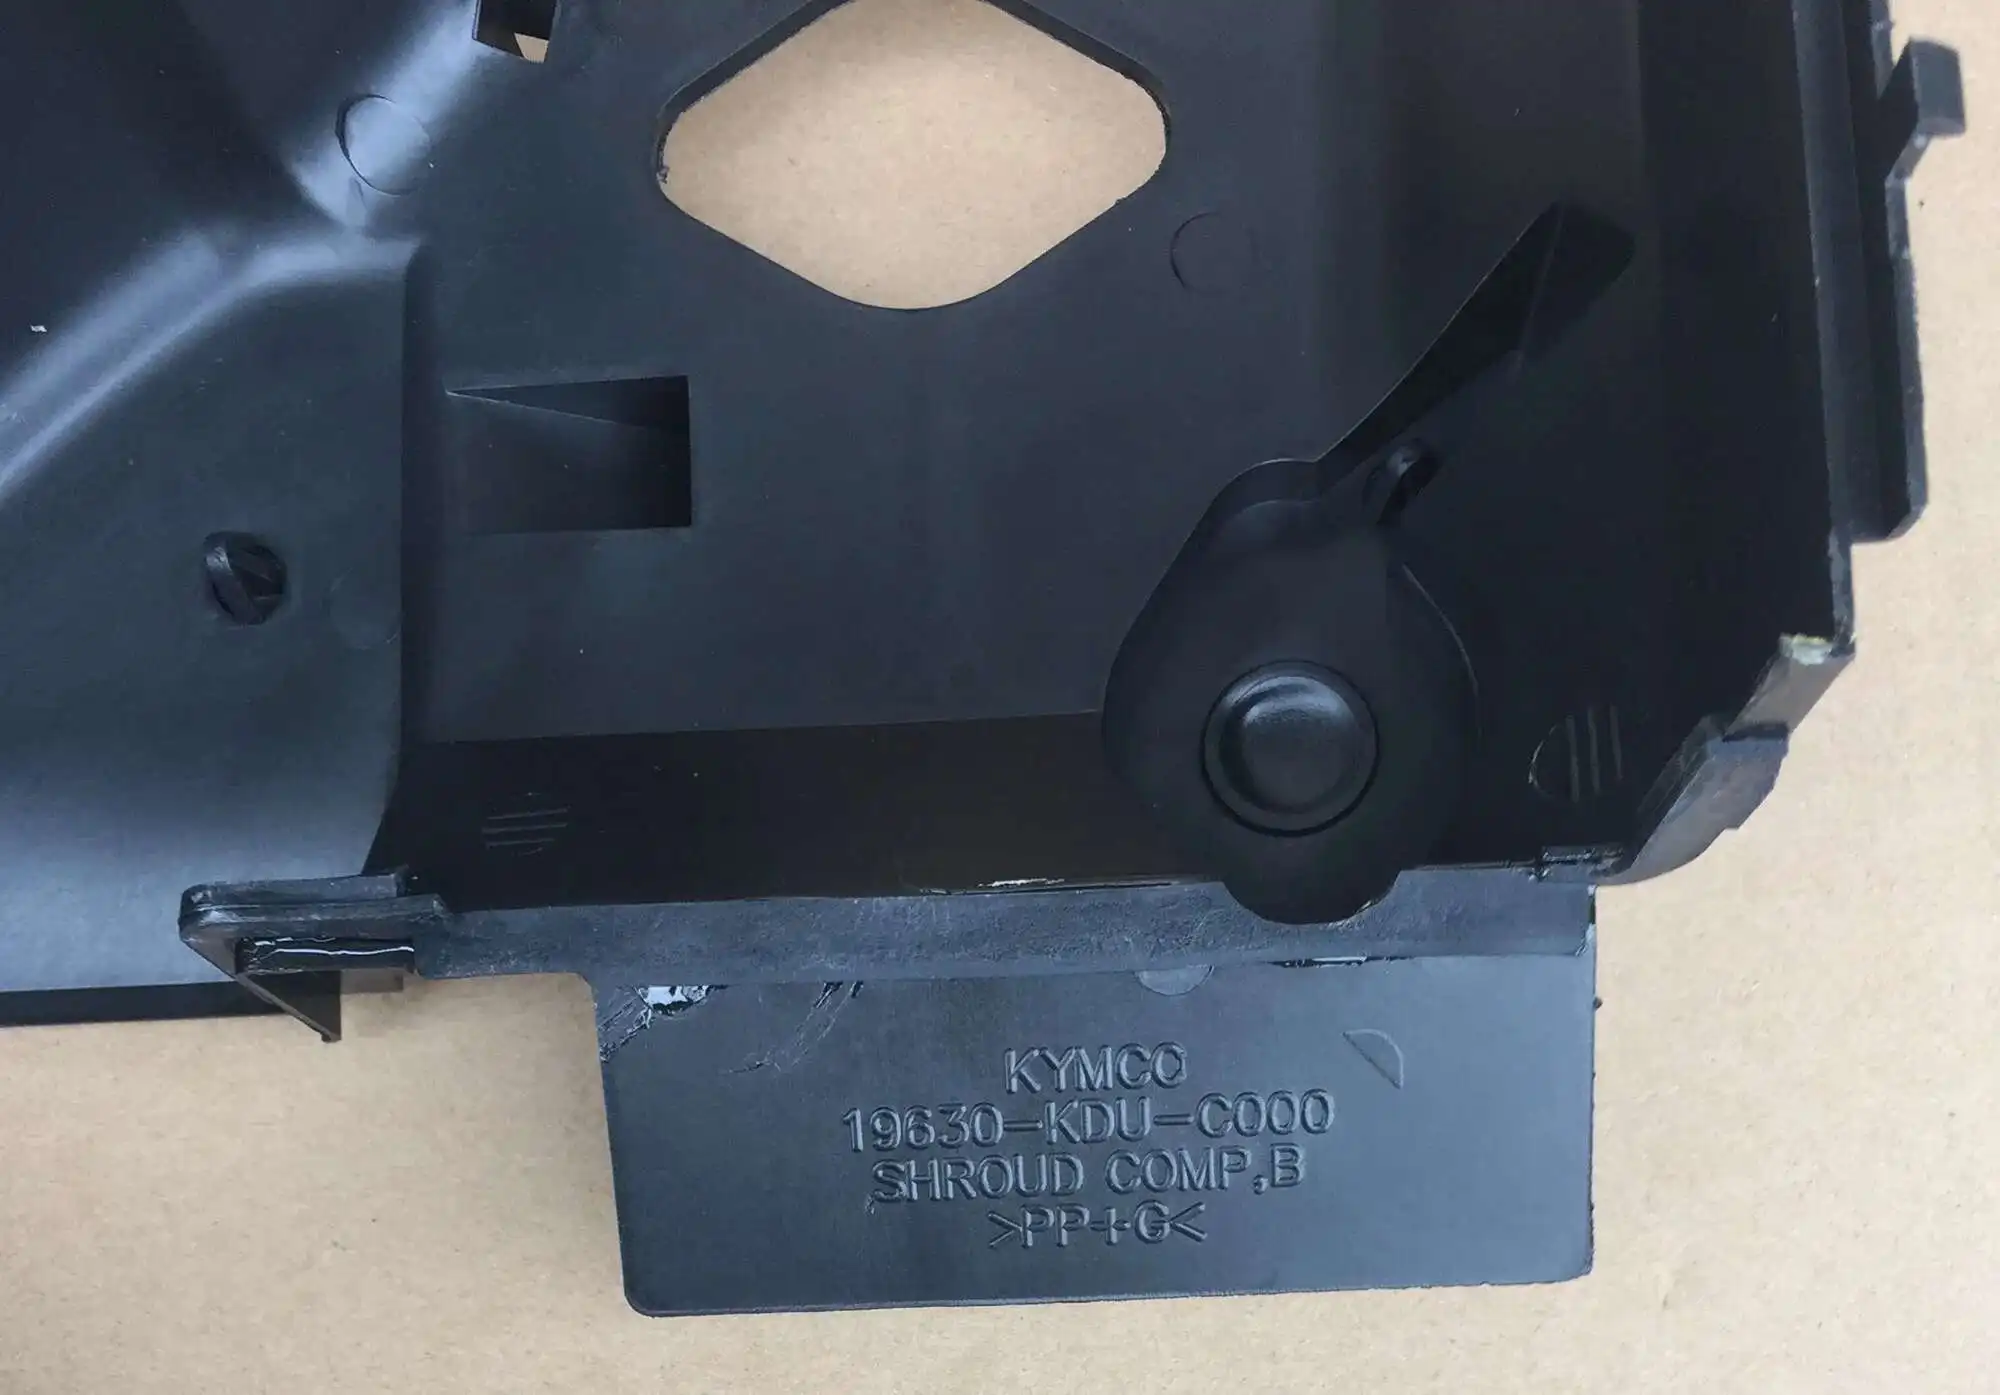 KYMCO
19630-KDU-C000
SHROUD COMP,B
>PP+G<